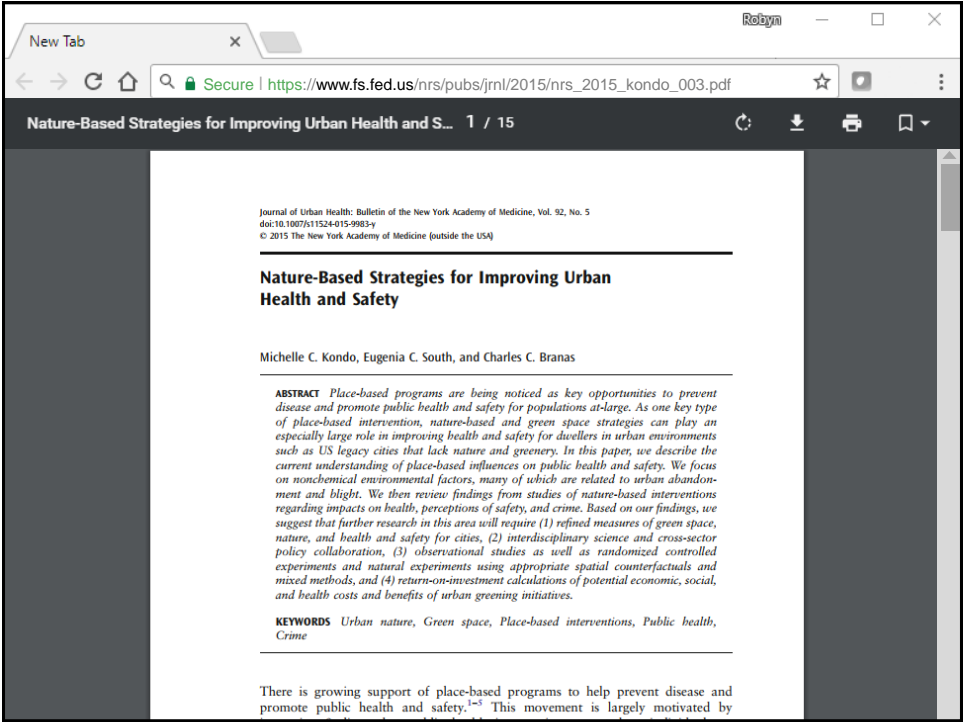 Robyn
New Tab
Secure | https://www.fs.fed.us/nrs/pubs/jrnl/2015/nrs_2015_kondo_003.pdf
Nature-Based Strategies for Improving Urban Health and S... 1 / 15
Journal of Urban Health: Bulletin of the New York Academy of Medicine, Vol. 92, No. 5
doi:10.1007/s11524-015-9983-y
© 2015 The New York Academy of Medicine (outside the USA)
Nature-Based Strategies for Improving Urban
Health and Safety
Michelle C. Kondo, Eugenia C. South, and Charles C. Branas
ABSTRACT Place-based programs are being noticed as key opportunities to prevent
disease and promote public health and safety for populations at-large. As one key type
of place-based intervention, nature-based and green space strategies can play an
especially large role in improving health and safety for dwellers in urban environments
such as US legacy cities that lack nature and greenery. In this paper, we describe the
current understanding of place-based influences on public health and safety. We focus
on nonchemical environmental factors, many of which are related to urban abandon-
ment and blight. We then review findings from studies of nature-based interventions
regarding impacts on health, perceptions of safety, and crime. Based on our findings, we
suggest that further research in this area will require (1) refined measures of green space,
nature, and health and safety for cities, (2) interdisciplinary science and cross-sector
policy collaboration, (3) observational studies as well as randomized controlled
experiments and natural experiments using appropriate spatial counterfactuals and
mixed methods, and (4) return-on-investment calculations of potential economic, social,
and health costs and benefits of urban greening initiatives.
KEYWORDS Urban nature, Green space, Place-based interventions, Public health,
Crime
There is growing support of place-based programs to help prevent disease and
promote public health and safety.1–5 This movement is largely motivated by